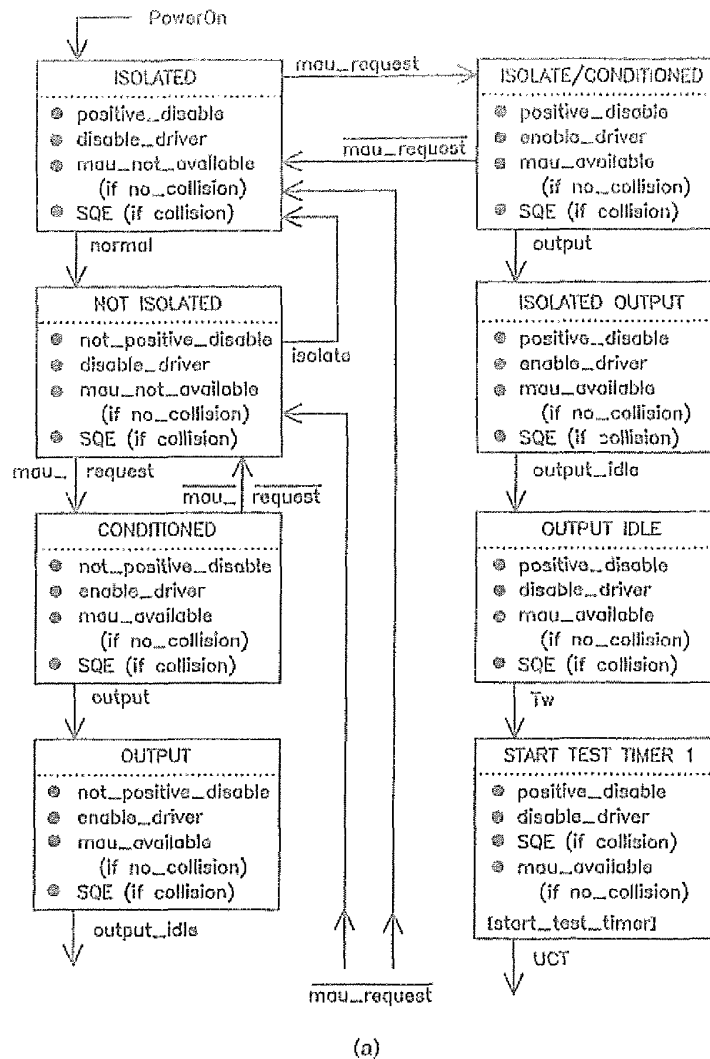 PowerOn
ISOLATED
positive_disable
disable_driver
mau_not_available
(if no_collision)
SQE (if collision)
mau_request
mau_request
normal
NOT ISOLATED
not_positive_disable
disable_driver
mau_not_available
(if no_collision)
SQE (if collision)
isolate
mau_request
mau_request
CONDITIONED
not_positive_disable
enable_driver
mau_available
(if no_collision)
SQE (if collision)
output
OUTPUT
not_positive_disable
enable_driver
mau_available
(if no_collision)
SQE (if collision)
output_idle
mau_request
ISOLATE/CONDITIONED
positive_disable
enable_driver
mau_available
(if no_collision)
SQE (if collision)
output
ISOLATED OUTPUT
positive_disable
enable_driver
mau_available
(if no_collision)
SQE (if collision)
output_idle
OUTPUT IDLE
positive_disable
disable_driver
mau_available
(if no_collision)
SQE (if collision)
Tw
START TEST TIMER 1
positive_disable
disable_driver
SQE (if collision)
mau_available
(if no_collision)
[start_test_timer]
UCT
(a)